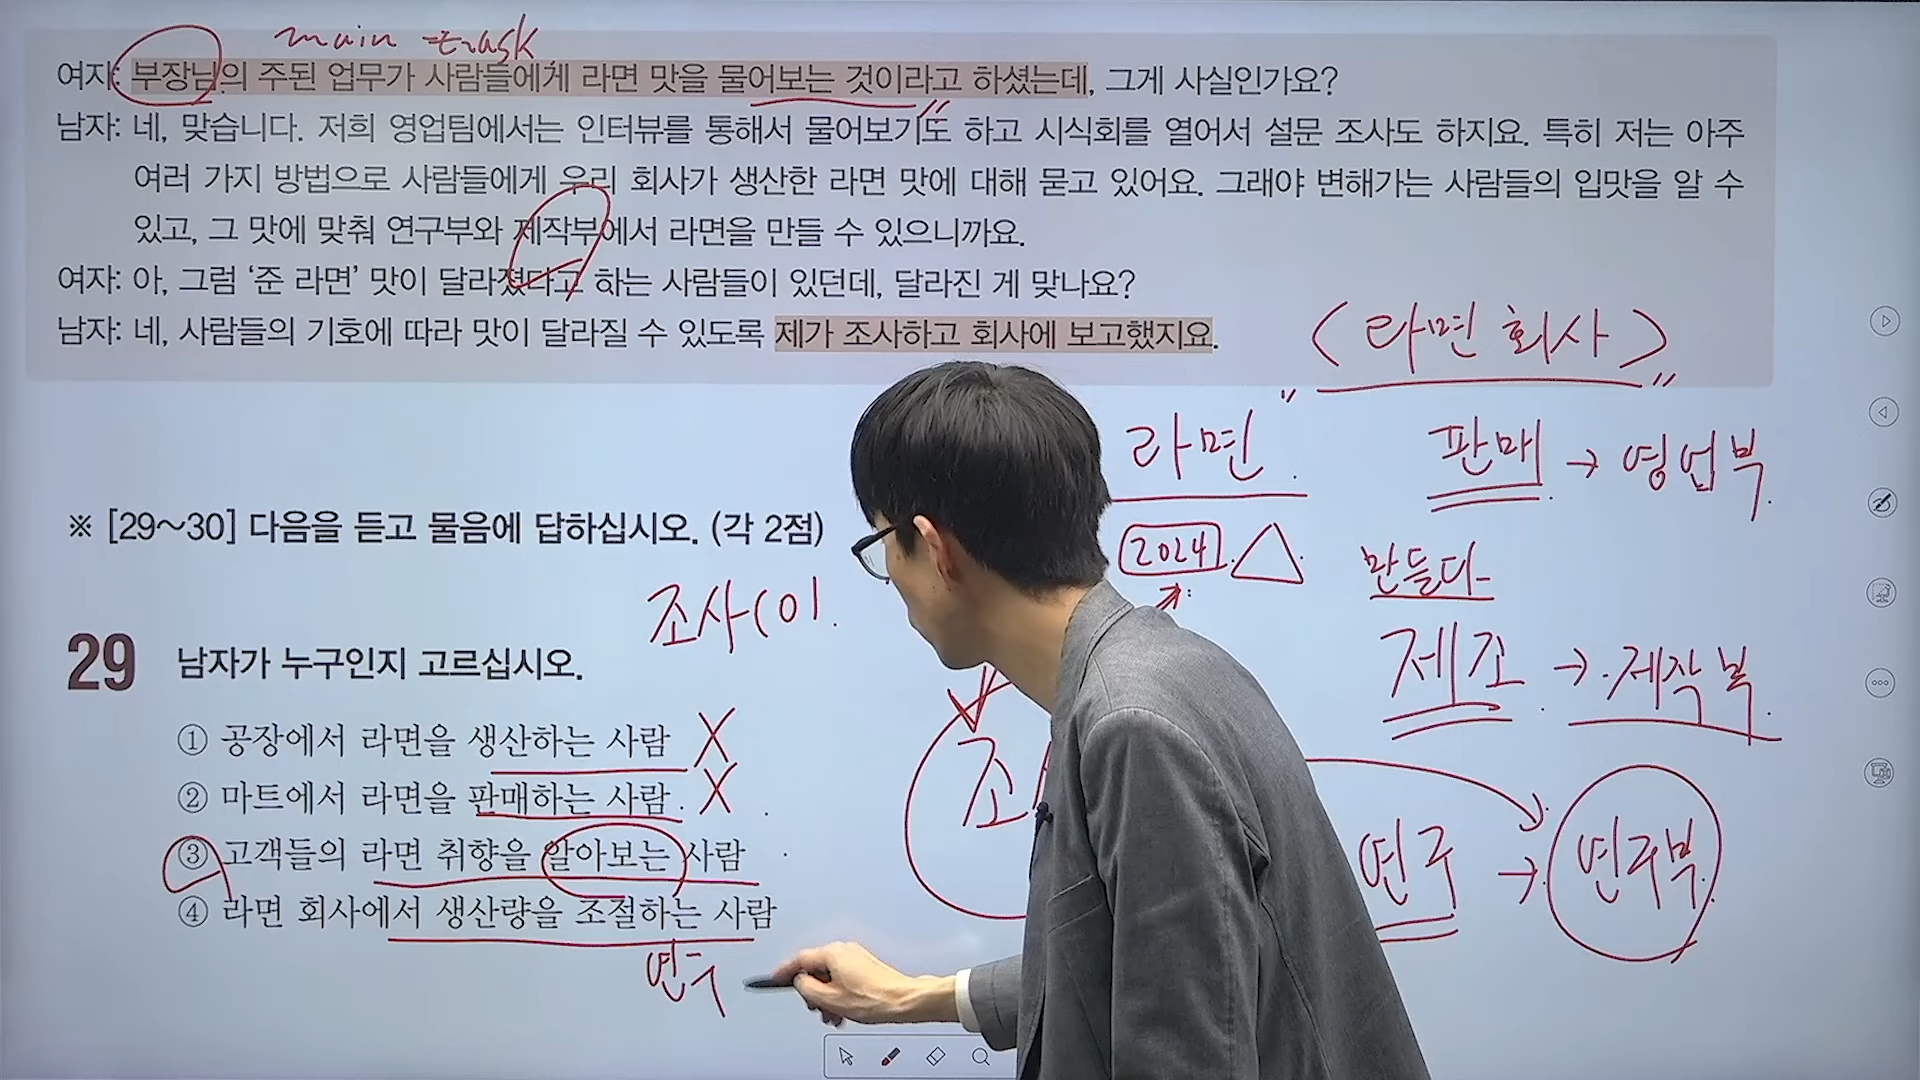 main task
여자: 부장님의 주된 업무가 사람들에게 라면 맛을 물어보는 것이라고 하셨는데, 그게 사실인가요?
남자: 네, 맞습니다. 저희 영업팀에서는 인터뷰를 통해서 물어보기도 하고 시식회를 열어서 설문 조사도 하지요. 특히 저는 아주
여러 가지 방법으로 사람들에게 우리 회사가 생산한 라면 맛에 대해 묻고 있어요. 그래야 변해가는 사람들의 입맛을 알 수
있고, 그 맛에 맞춰 연구부와 제작부에서 라면을 만들 수 있으니까요.
여자: 아, 그럼 ‘준 라면’ 맛이 달라졌다고 하는 사람들이 있던데, 달라진 게 맞나요?
남자: 네, 사람들의 기호에 따라 맛이 달라질 수 있도록 제가 조사하고 회사에 보고했지요.
<라면 회사>
라면
판매 → 영업부
2024
만들다
제조 → 제작부
연구 → 연구부
※ [29~30] 다음을 듣고 물음에 답하십시오. (각 2점)
조사(이
29 남자가 누구인지 고르십시오.
① 공장에서 라면을 생산하는 사람 X
② 마트에서 라면을 판매하는 사람 X
③ 고객들의 라면 취향을 알아보는 사람
④ 라면 회사에서 생산량을 조절하는 사람
연구